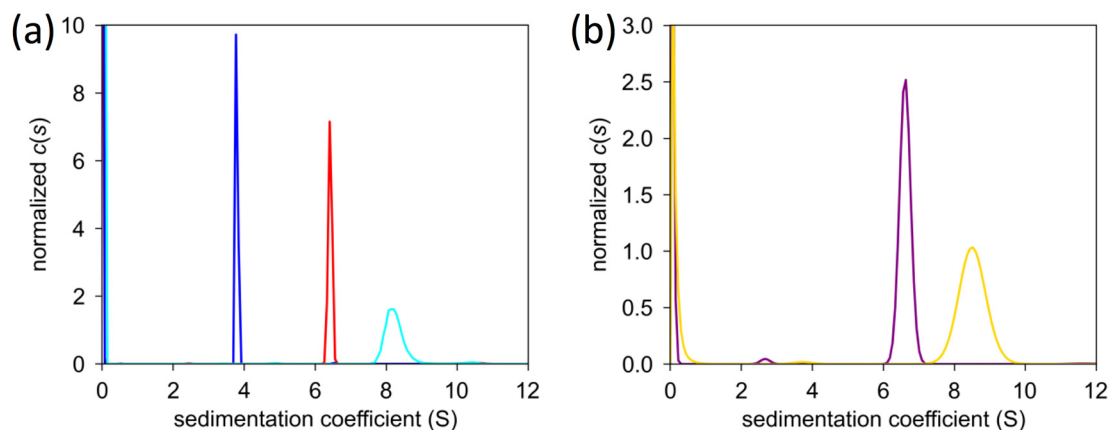 (a)
10
8
6
4
2
0
normalized c(s)
0 2 4 6 8 10 12
sedimentation coefficient (S)
(b)
3.0
2.5
2.0
1.5
1.0
0.5
0.0
normalized c(s)
0 2 4 6 8 10 12
sedimentation coefficient (S)